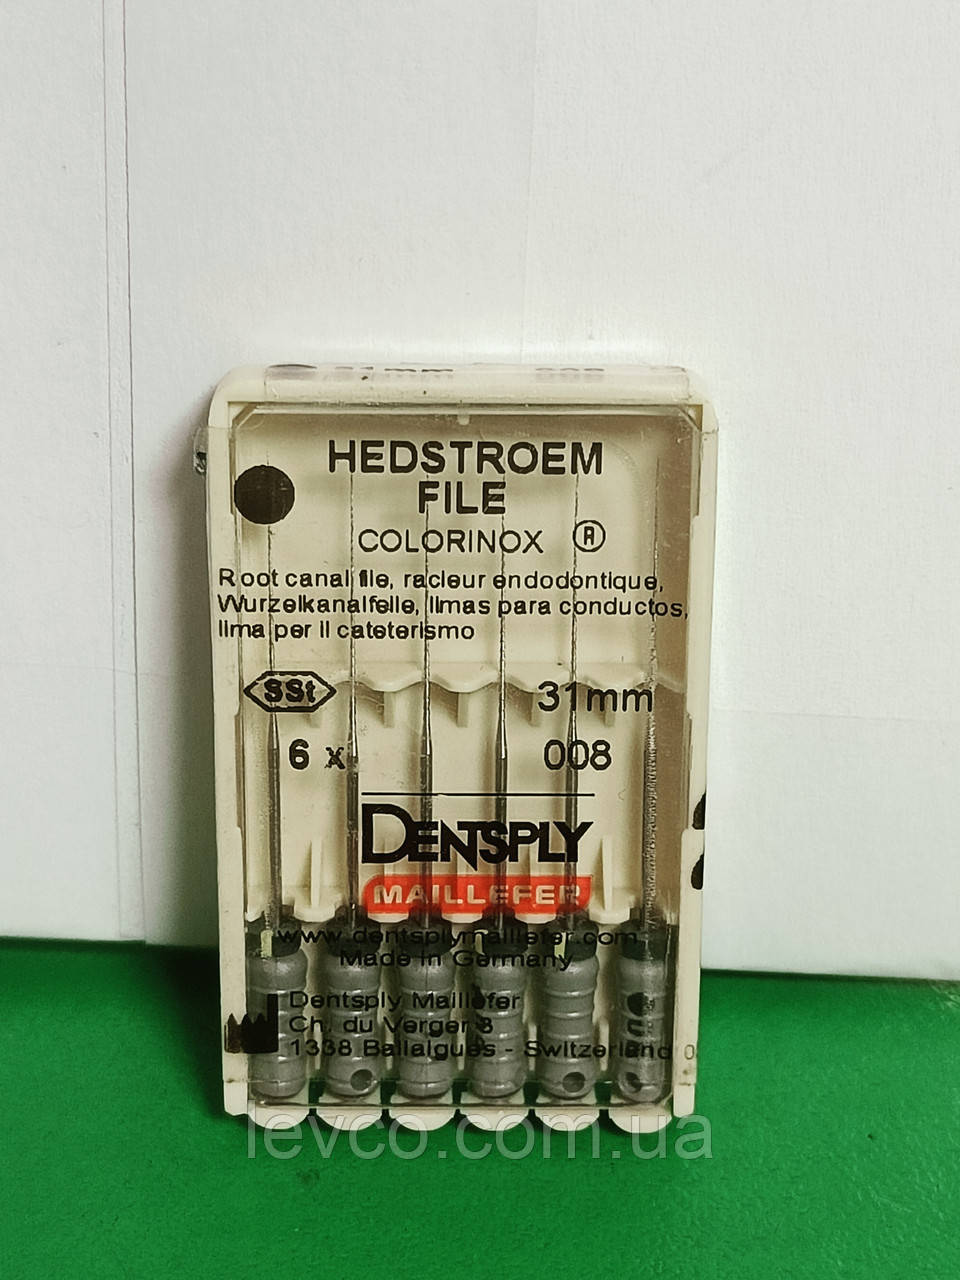 31mm 008
HEDSTROEM
FILE
COLORINOX ®
Root canal file, racleur endodontique,
Wurzelkanalfeile, limas para conductos,
lima per il cateterismo
SSt 31mm
6 x 008
DENTSPLY
MAILLEFER
www.dentsplymaillefer.com
Made in Germany
Dentsply Maillefer
Ch. du Verger 3
1338 Ballaigues - Switzerland
levco.com.ua